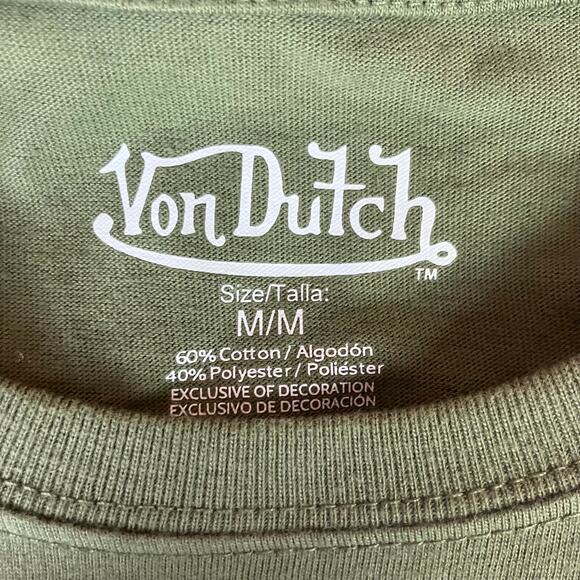 Von Dutch
TM
Size/Talla:
M/M
60% Cotton / Algodón
40% Polyester / Poliéster
EXCLUSIVE OF DECORATION
EXCLUSIVO DE DECORACIÓN